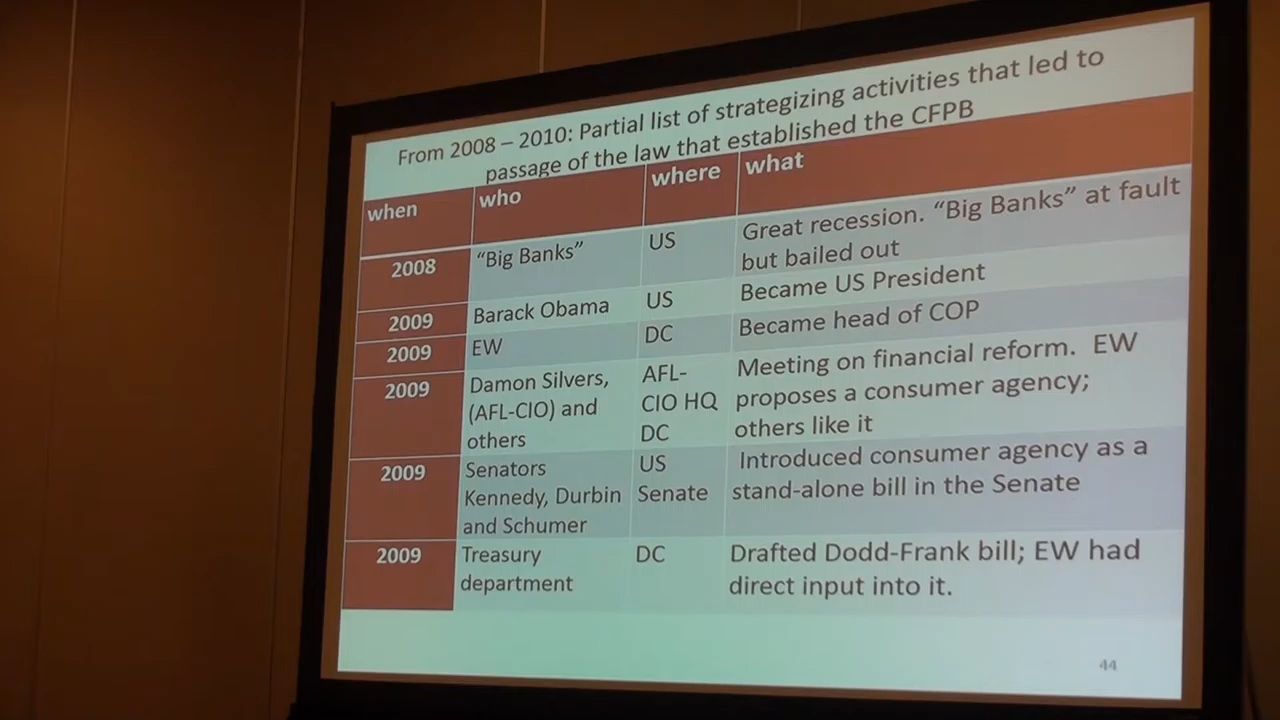 From 2008 – 2010: Partial list of strategizing activities that led to
passage of the law that established the CFPB
when who where what
2008 "Big Banks" US Great recession. "Big Banks" at fault
but bailed out
2009 Barack Obama US Became US President
2009 EW DC Became head of COP
2009 Damon Silvers, AFL- Meeting on financial reform. EW
(AFL-CIO) and CIO HQ proposes a consumer agency;
others DC others like it
2009 Senators US Introduced consumer agency as a
Kennedy, Durbin Senate stand-alone bill in the Senate
and Schumer
2009 Treasury DC Drafted Dodd-Frank bill; EW had
department direct input into it.
44